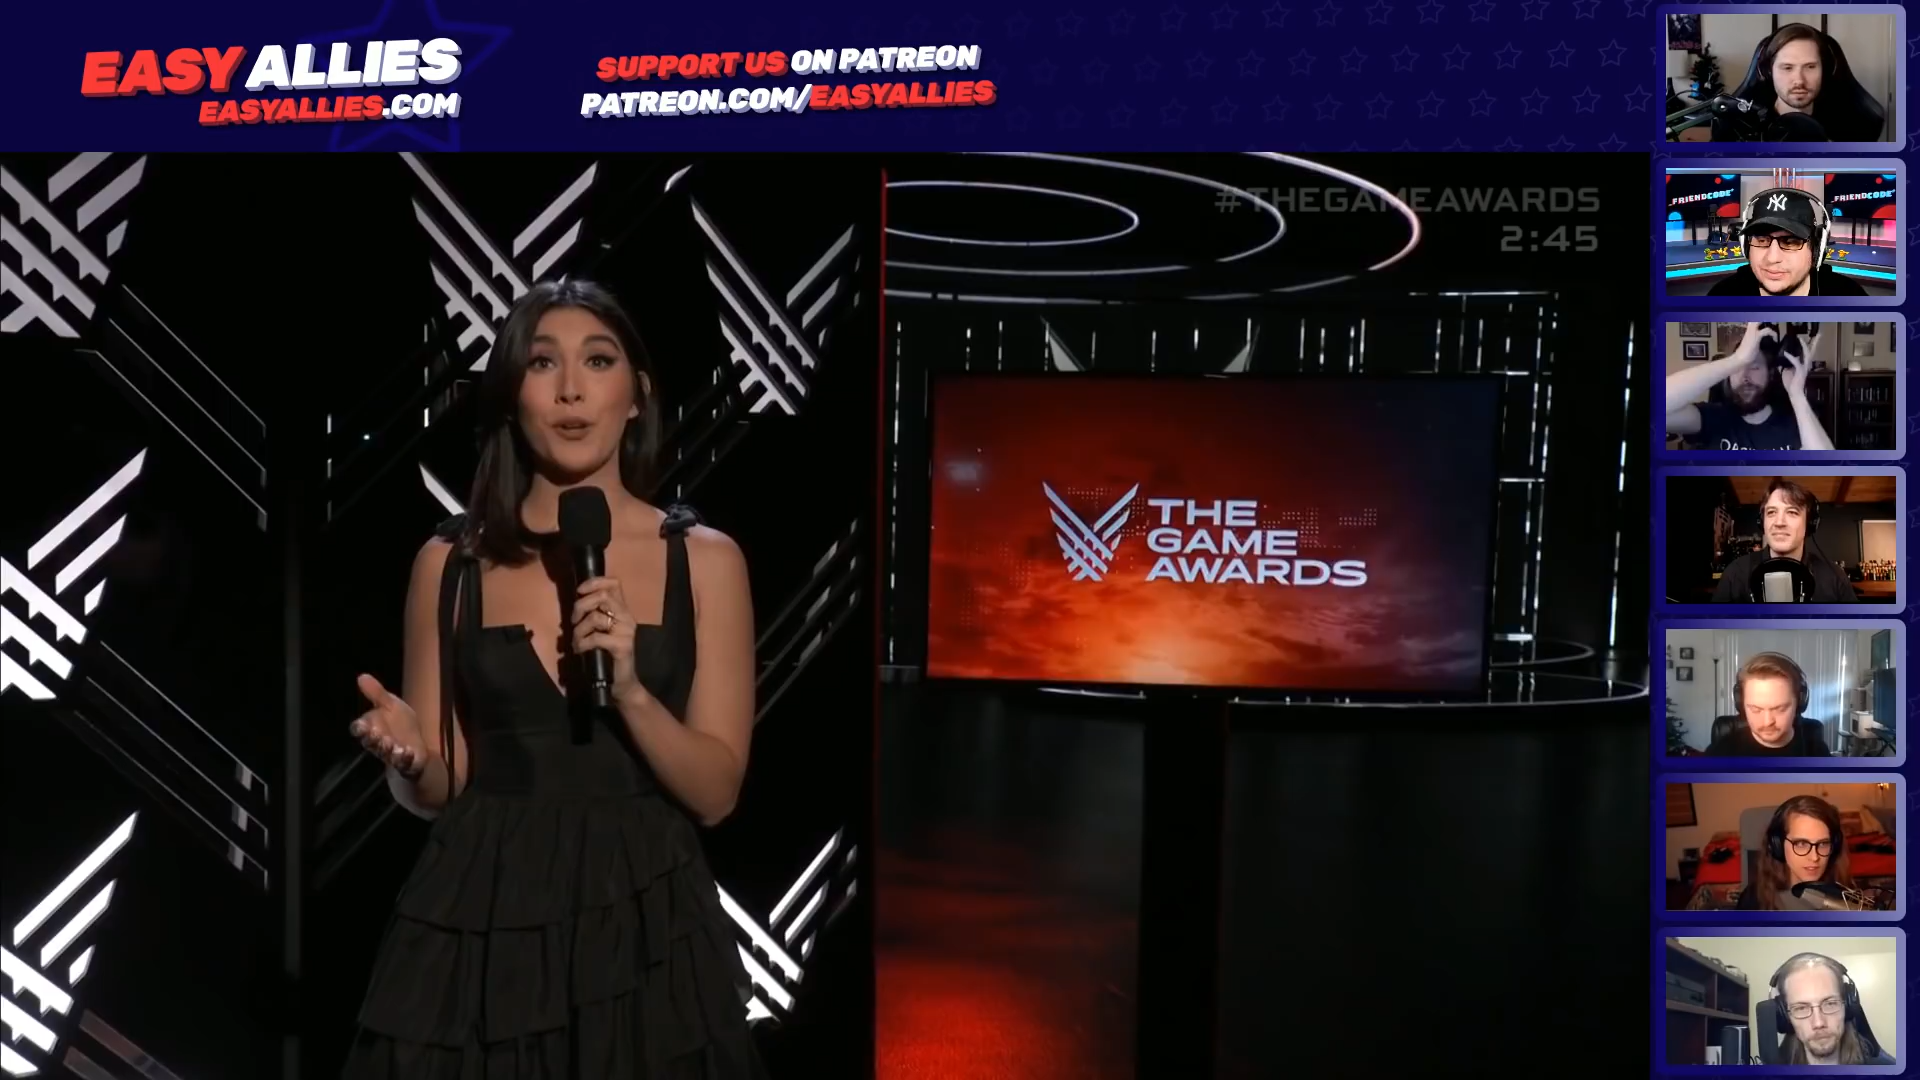 EASY ALLIES
EASYALLIES.COM
SUPPORT US ON PATREON
PATREON.COM/EASYALLIES
#THEGAMEAWARDS
2:45
THE
GAME
AWARDS
FRIENDCODE
FRIENDCODE